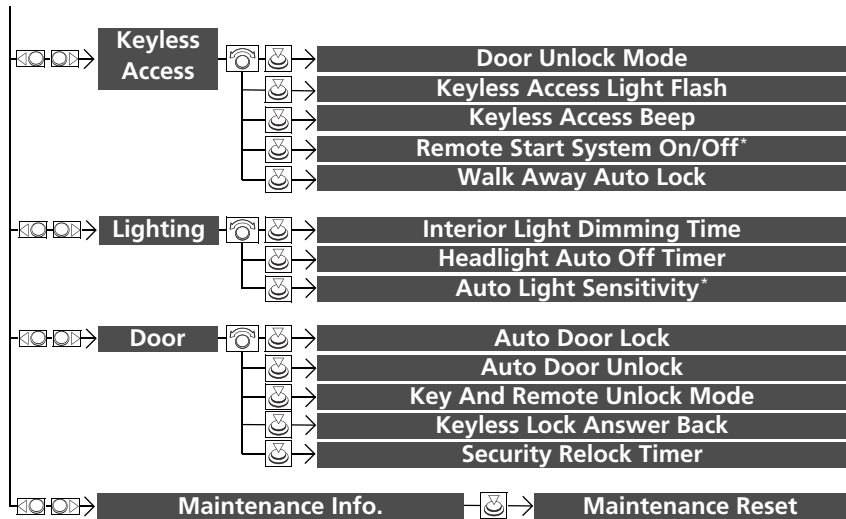 Keyless
Access
Door Unlock Mode
Keyless Access Light Flash
Keyless Access Beep
Remote Start System On/Off*
Walk Away Auto Lock
Lighting
Interior Light Dimming Time
Headlight Auto Off Timer
Auto Light Sensitivity*
Door
Auto Door Lock
Auto Door Unlock
Key And Remote Unlock Mode
Keyless Lock Answer Back
Security Relock Timer
Maintenance Info.
Maintenance Reset